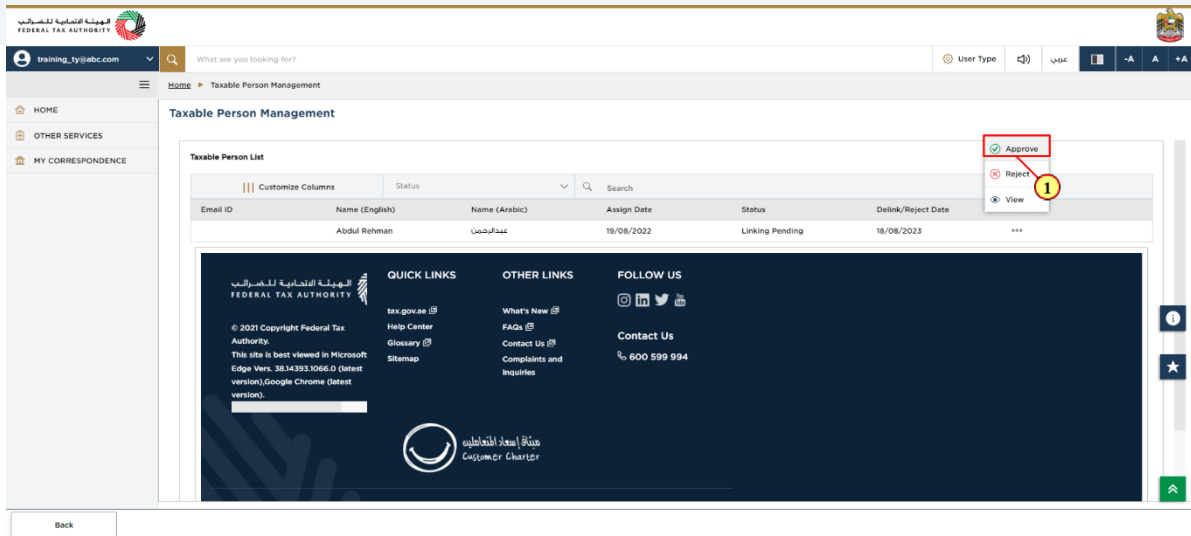 الهيئة الاتحادية للضرائب
FEDERAL TAX AUTHORITY
training_ty@abc.com
What are you looking for?
User Type
عربي
-A
A
+A
Home
Taxable Person Management
HOME
OTHER SERVICES
MY CORRESPONDENCE
Taxable Person Management
Taxable Person List
Approve
Reject
View
1
Customize Columns
Status
Search
Email ID
Name (English)
Name (Arabic)
Assign Date
Status
Delink/Reject Date
Abdul Rehman
عبدالرحمن
19/08/2022
Linking Pending
18/08/2023
الهيئة الاتحادية للضرائب
FEDERAL TAX AUTHORITY
© 2021 Copyright Federal Tax
Authority.
This site is best viewed in Microsoft
Edge Vers. 38.14393.1066.0 (latest
version),Google Chrome (latest
version).
QUICK LINKS
tax.gov.ae
Help Center
Glossary
Sitemap
OTHER LINKS
What's New
FAQs
Contact Us
Complaints and
Inquiries
FOLLOW US
Contact Us
600 599 994
ميثاق إسعاد المتعاملين
Customer Charter
Back